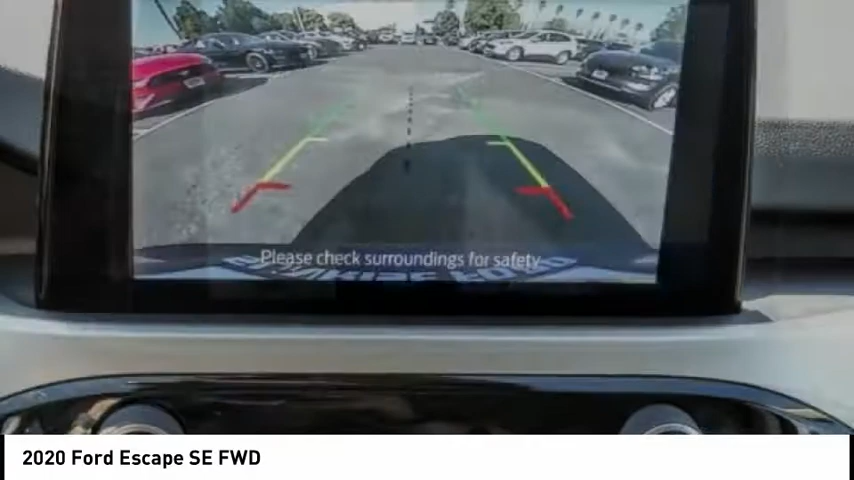 Please check surroundings for safety
2020 Ford Escape SE FWD